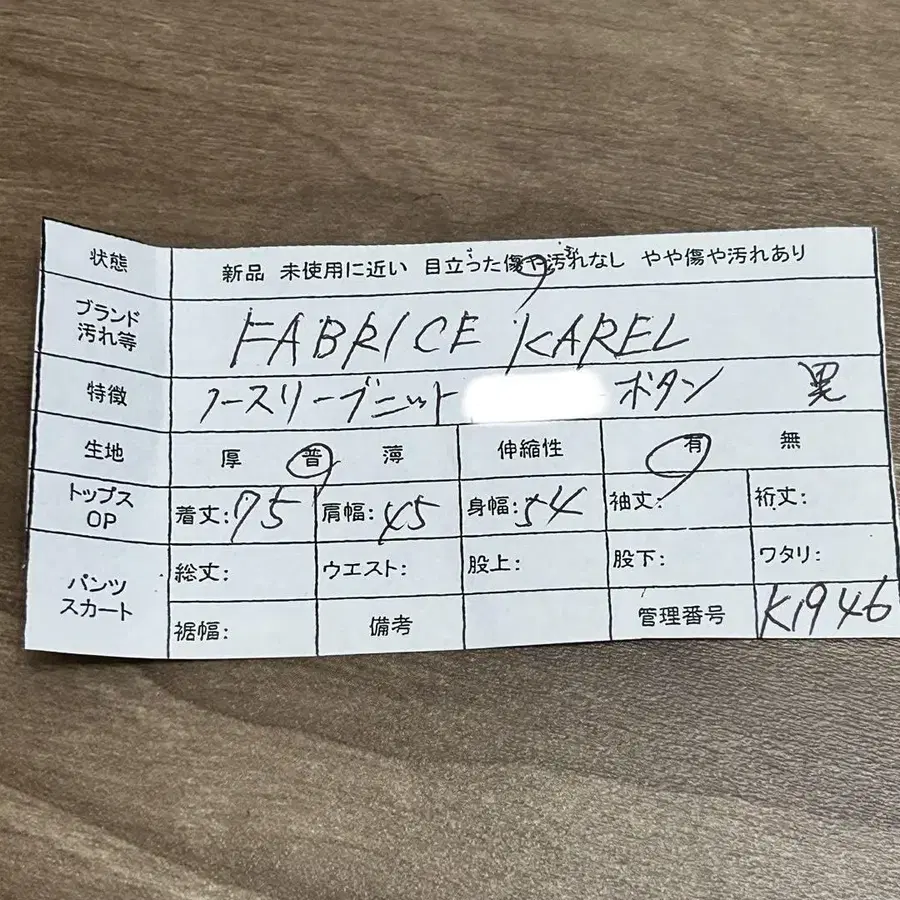 状態 新品 未使用に近い 目立った傷や汚れなし やや傷や汚れあり
ブランド
汚れ等
FABRICE KAREL
特徴 ノースリーブニット ボタン 黒
生地 厚 普 薄 伸縮性 有 無
トップス
OP
着丈:75 肩幅:45 身幅:54 袖丈: 裄丈:
パンツ
スカート
総丈: ウエスト: 股上: 股下: ワタリ:
裾幅: 備考 管理番号 K1946